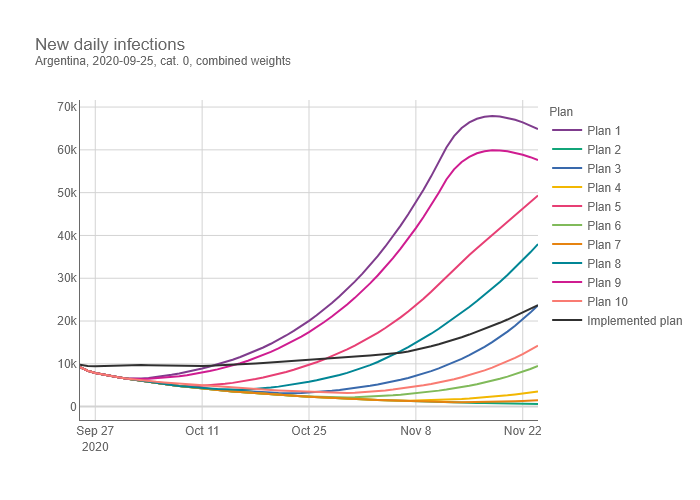 New daily infections
Argentina, 2020-09-25, cat. 0, combined weights
70k
60k
50k
40k
30k
20k
10k
0
Sep 27
2020
Oct 11
Oct 25
Nov 8
Nov 22
Plan
Plan 1
Plan 2
Plan 3
Plan 4
Plan 5
Plan 6
Plan 7
Plan 8
Plan 9
Plan 10
Implemented plan